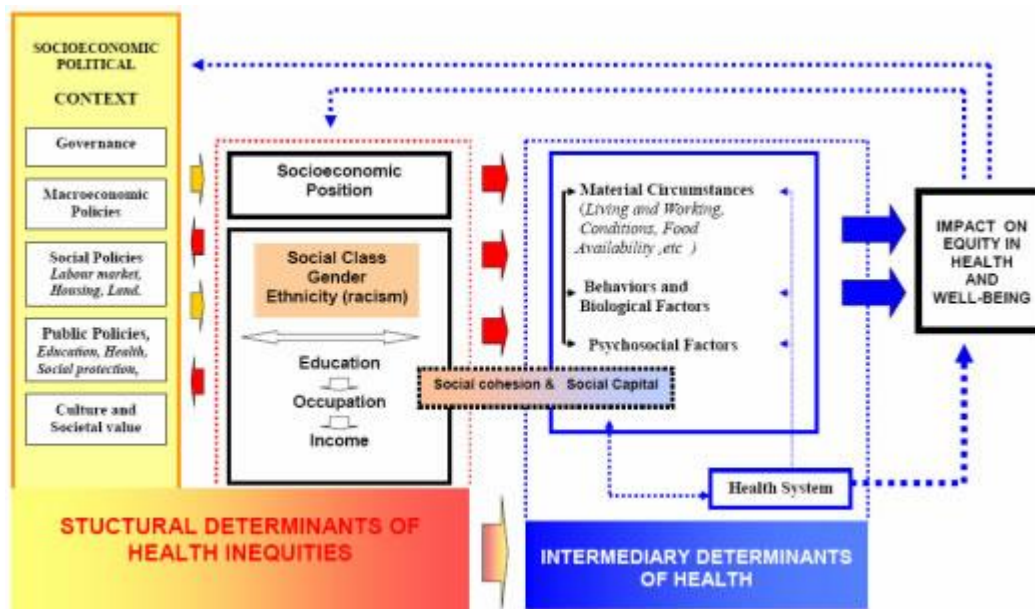 SOCIOECONOMIC
POLITICAL
CONTEXT
Governance
Macroeconomic
Policies
Social Policies
Labour market,
Housing, Land.
Public Policies,
Education, Health,
Social protection,
Culture and
Societal value
Socioeconomic
Position
Social Class
Gender
Ethnicity (racism)
Education
Occupation
Income
Social cohesion & Social Capital
Material Circumstances
(Living and Working,
Conditions, Food
Availability ,etc )
Behaviors and
Biological Factors
Psychosocial Factors
Health System
IMPACT ON
EQUITY IN
HEALTH
AND
WELL-BEING
STUCTURAL DETERMINANTS OF
HEALTH INEQUITIES
INTERMEDIARY DETERMINANTS
OF HEALTH